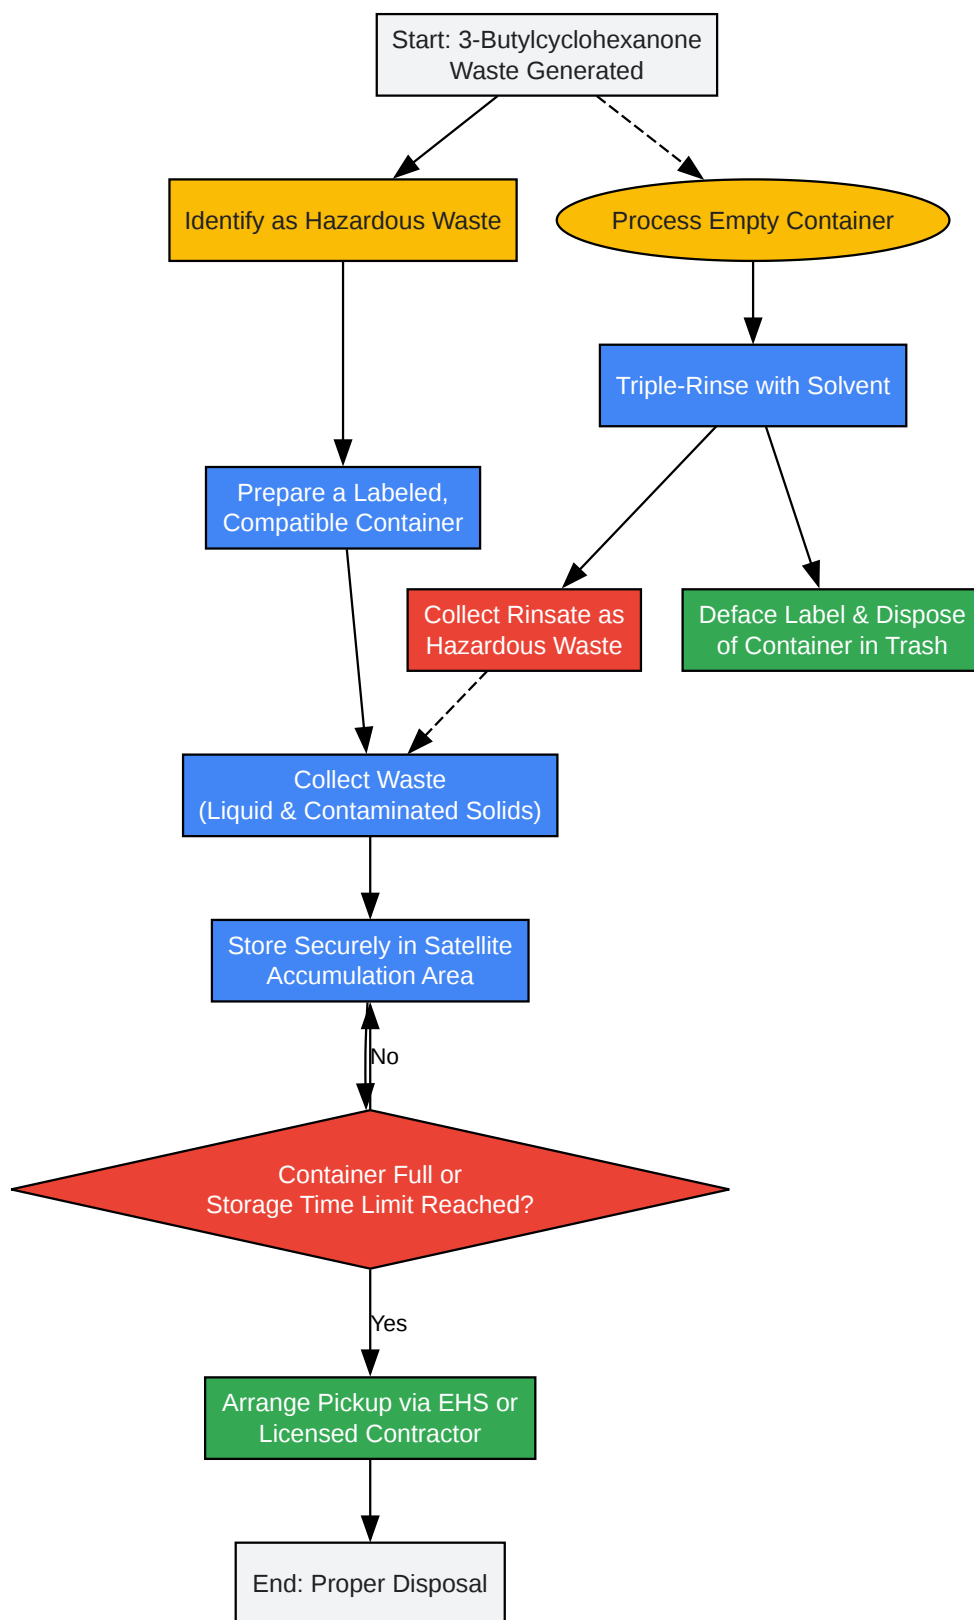 Start: 3-Butylcyclohexanone
Waste Generated
Identify as Hazardous Waste
Process Empty Container
Triple-Rinse with Solvent
Prepare a Labeled,
Compatible Container
Collect Rinsate as
Hazardous Waste
Deface Label & Dispose
of Container in Trash
Collect Waste
(Liquid & Contaminated Solids)
Store Securely in Satellite
Accumulation Area
No
Container Full or
Storage Time Limit Reached?
Yes
Arrange Pickup via EHS or
Licensed Contractor
End: Proper Disposal